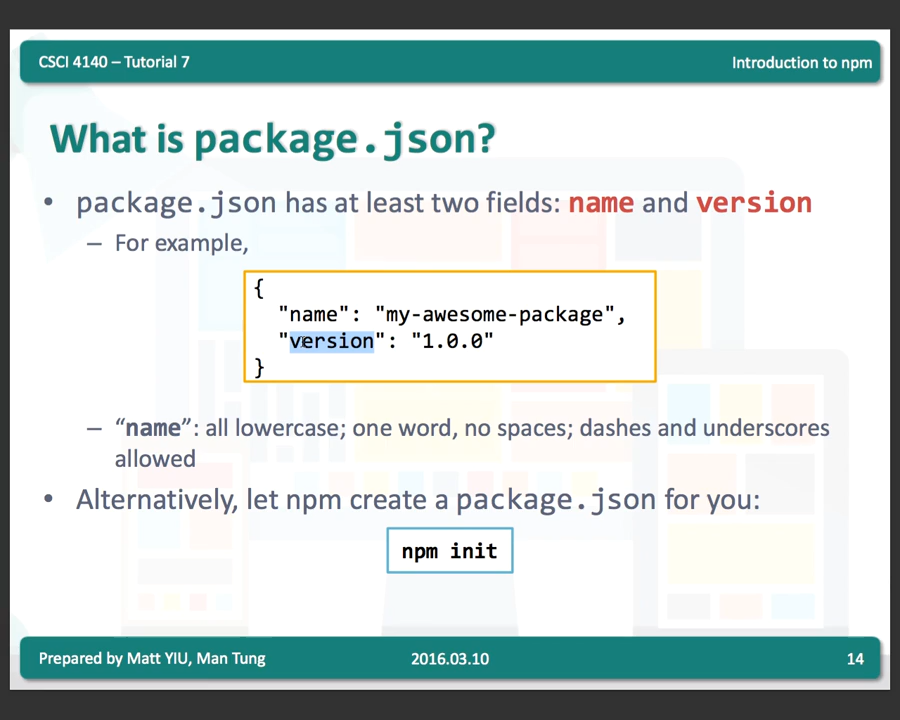 CSCI 4140 – Tutorial 7
Introduction to npm
What is package.json?
• package.json has at least two fields: name and version
– For example,
{
"name": "my-awesome-package",
"version": "1.0.0"
}
– “name”: all lowercase; one word, no spaces; dashes and underscores
allowed
• Alternatively, let npm create a package.json for you:
npm init
Prepared by Matt YIU, Man Tung
2016.03.10
14